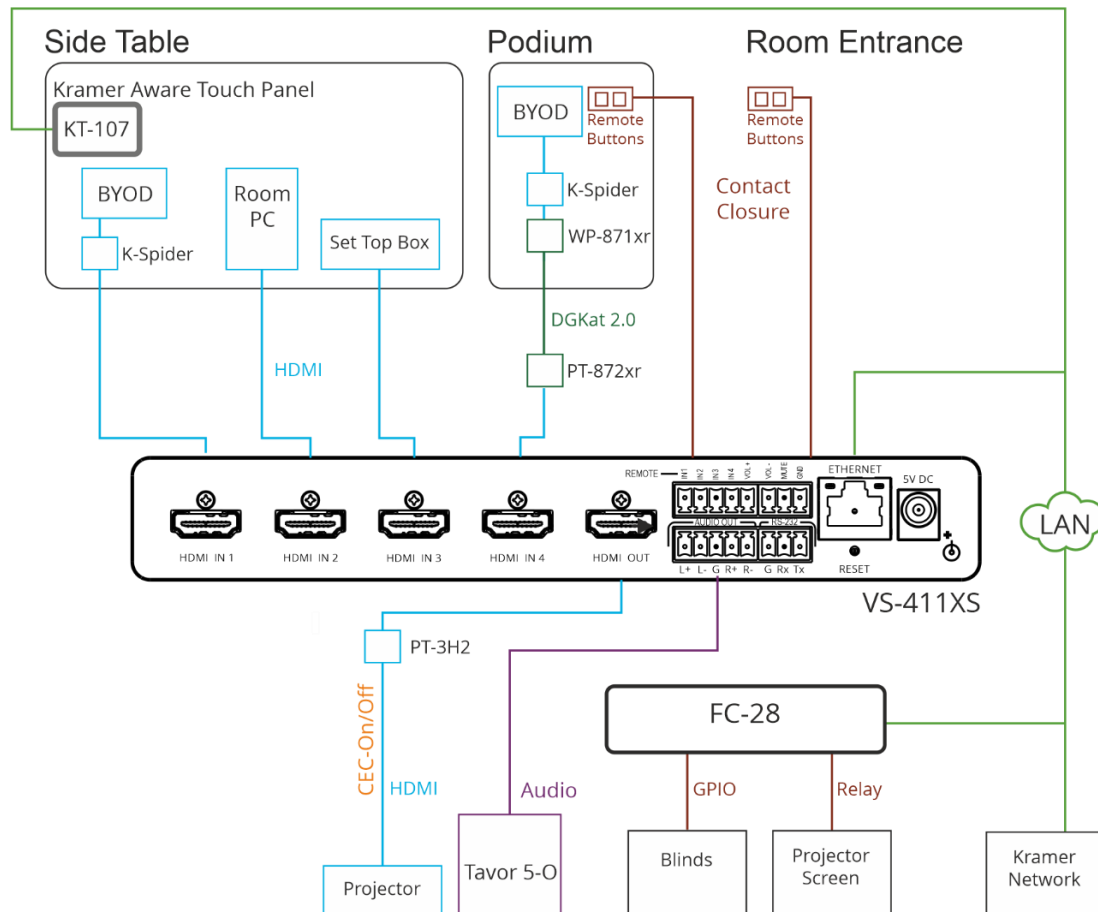 Side Table
Podium
Room Entrance
Kramer Aware Touch Panel
KT-107
BYOD
K-Spider
Room
PC
Set Top Box
BYOD
Remote
Buttons
K-Spider
WP-871xr
DGKat 2.0
PT-872xr
Remote
Buttons
Contact
Closure
HDMI
REMOTE
IN1
IN2
IN3
IN4
VOL +
VOL -
MUTE
GND
ETHERNET
5V DC
HDMI IN 1
HDMI IN 2
HDMI IN 3
HDMI IN 4
HDMI OUT
AUDIO OUT
RS-232
L+ L- G R+ R- G Rx Tx
RESET
+
LAN
VS-411XS
PT-3H2
CEC-On/Off
HDMI
Audio
FC-28
GPIO
Relay
Projector
Tavor 5-O
Blinds
Projector
Screen
Kramer
Network